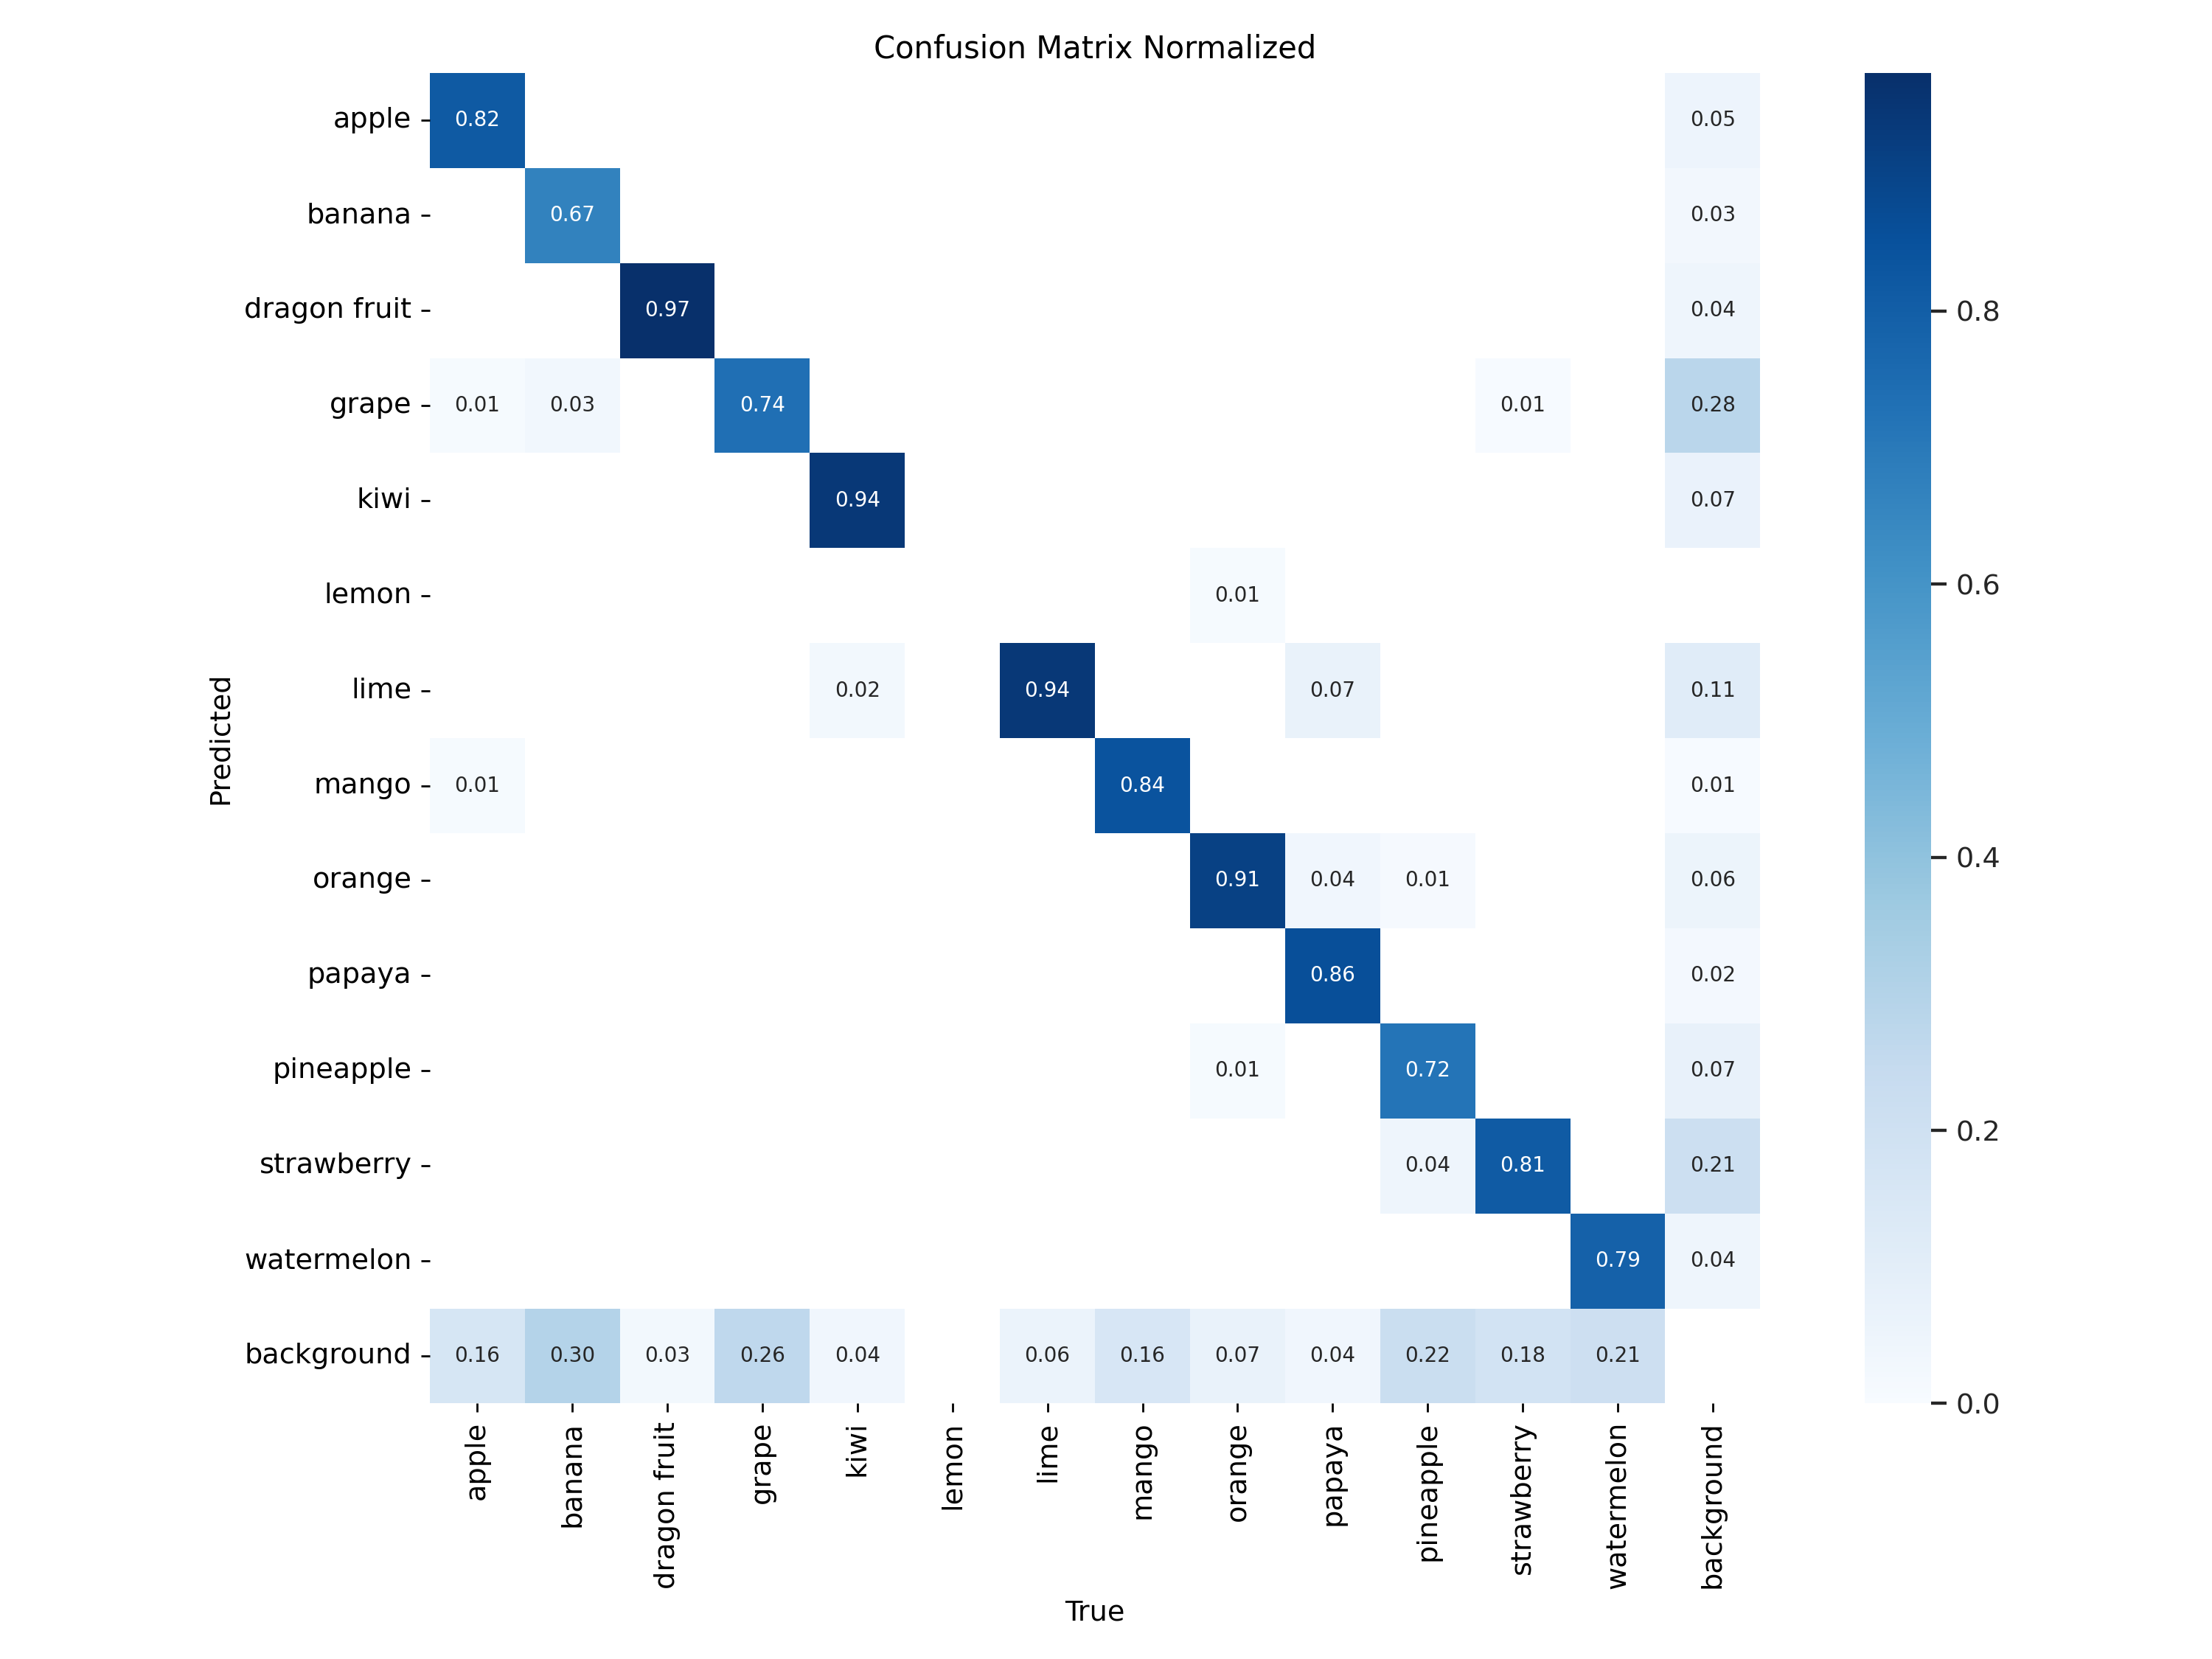 Confusion Matrix Normalized
apple 0.82 0.05
banana 0.67 0.03
dragon fruit 0.97 0.04
grape 0.01 0.03 0.74 0.01 0.28
kiwi 0.94 0.07
lemon 0.01
lime 0.02 0.94 0.07 0.11
mango 0.01 0.84 0.01
orange 0.91 0.04 0.01 0.06
papaya 0.86 0.02
pineapple 0.01 0.72 0.07
strawberry 0.04 0.81 0.21
watermelon 0.79 0.04
background 0.16 0.30 0.03 0.26 0.04 0.06 0.16 0.07 0.04 0.22 0.18 0.21
Predicted
apple
banana
dragon fruit
grape
kiwi
lemon
lime
mango
orange
papaya
pineapple
strawberry
watermelon
background
True
0.8
0.6
0.4
0.2
0.0